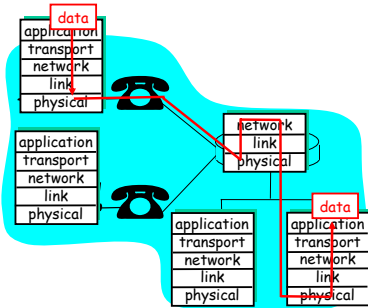 data
application
transport
network
link
physical
application
transport
network
link
physical
network
link
physical
data
application
transport
network
link
physical
application
transport
network
link
physical